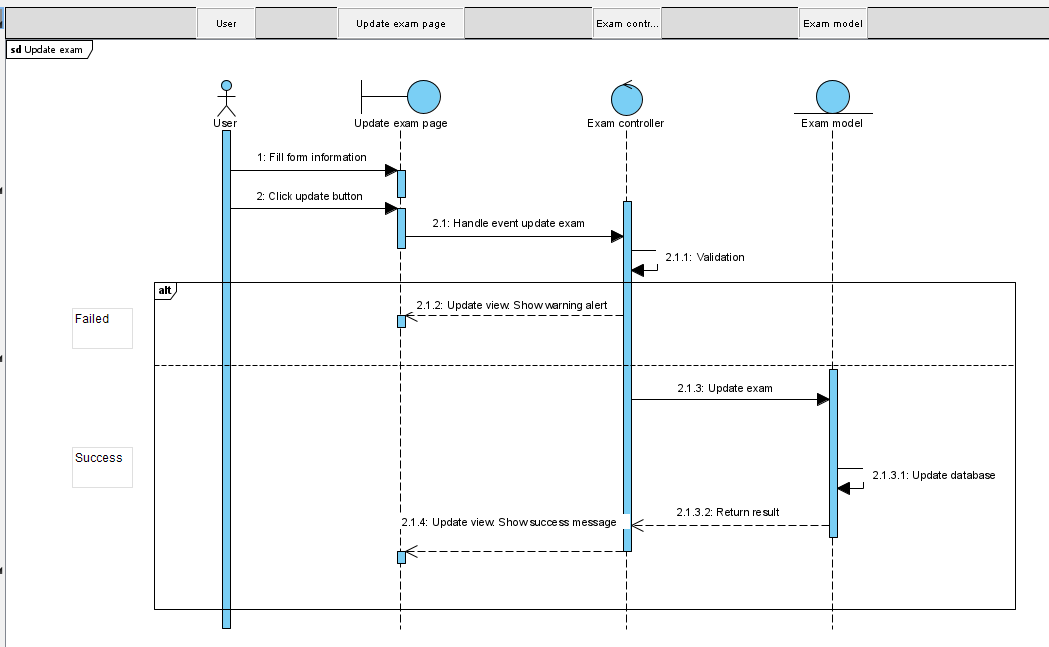 User
Update exam page
Exam contr...
Exam model
sd Update exam
User
Update exam page
Exam controller
Exam model
1: Fill form information
2: Click update button
2.1: Handle event update exam
2.1.1: Validation
alt
2.1.2: Update view. Show warning alert
Failed
2.1.3: Update exam
Success
2.1.3.1: Update database
2.1.3.2: Return result
2.1.4: Update view. Show success message